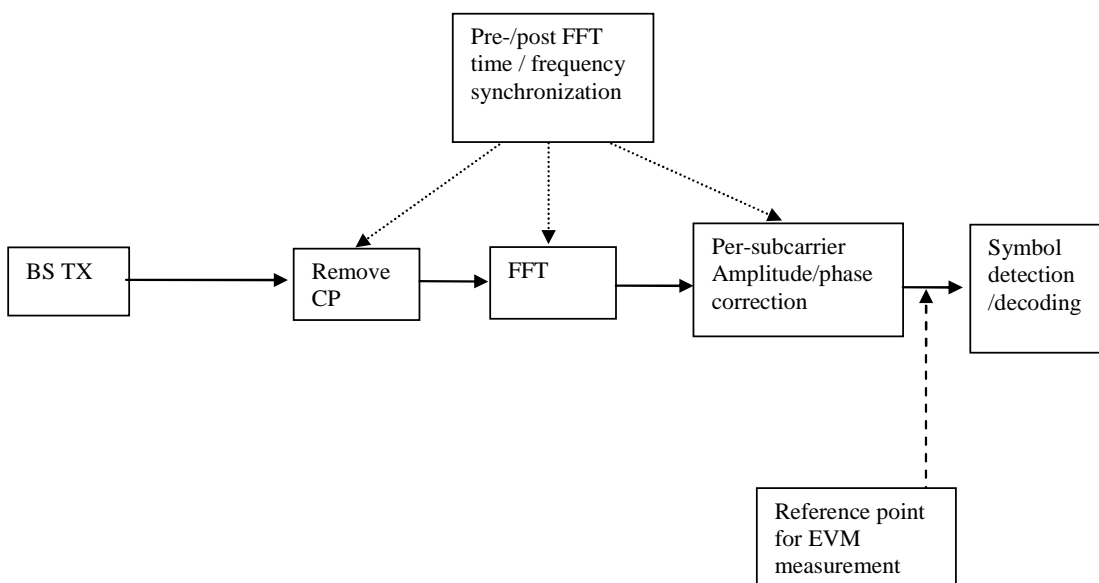 Pre-/post FFT
time / frequency
synchronization
BS TX
Remove
CP
FFT
Per-subcarrier
Amplitude/phase
correction
Symbol
detection
/decoding
Reference point
for EVM
measurement